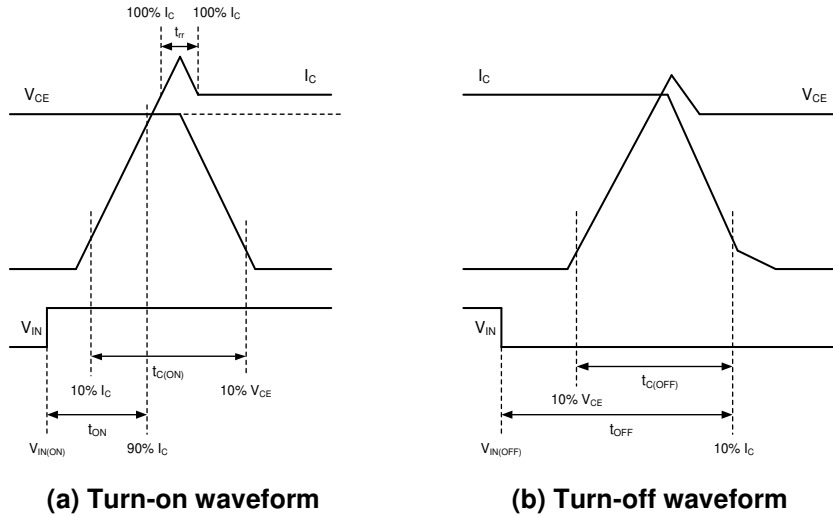 100% I_C 100% I_C
t_rr
I_C
V_CE
V_IN
t_C(ON)
10% I_C 10% V_CE
t_ON
V_IN(ON) 90% I_C
(a) Turn-on waveform
I_C
V_CE
V_IN
t_C(OFF)
10% V_CE
t_OFF
V_IN(OFF) 10% I_C
(b) Turn-off waveform